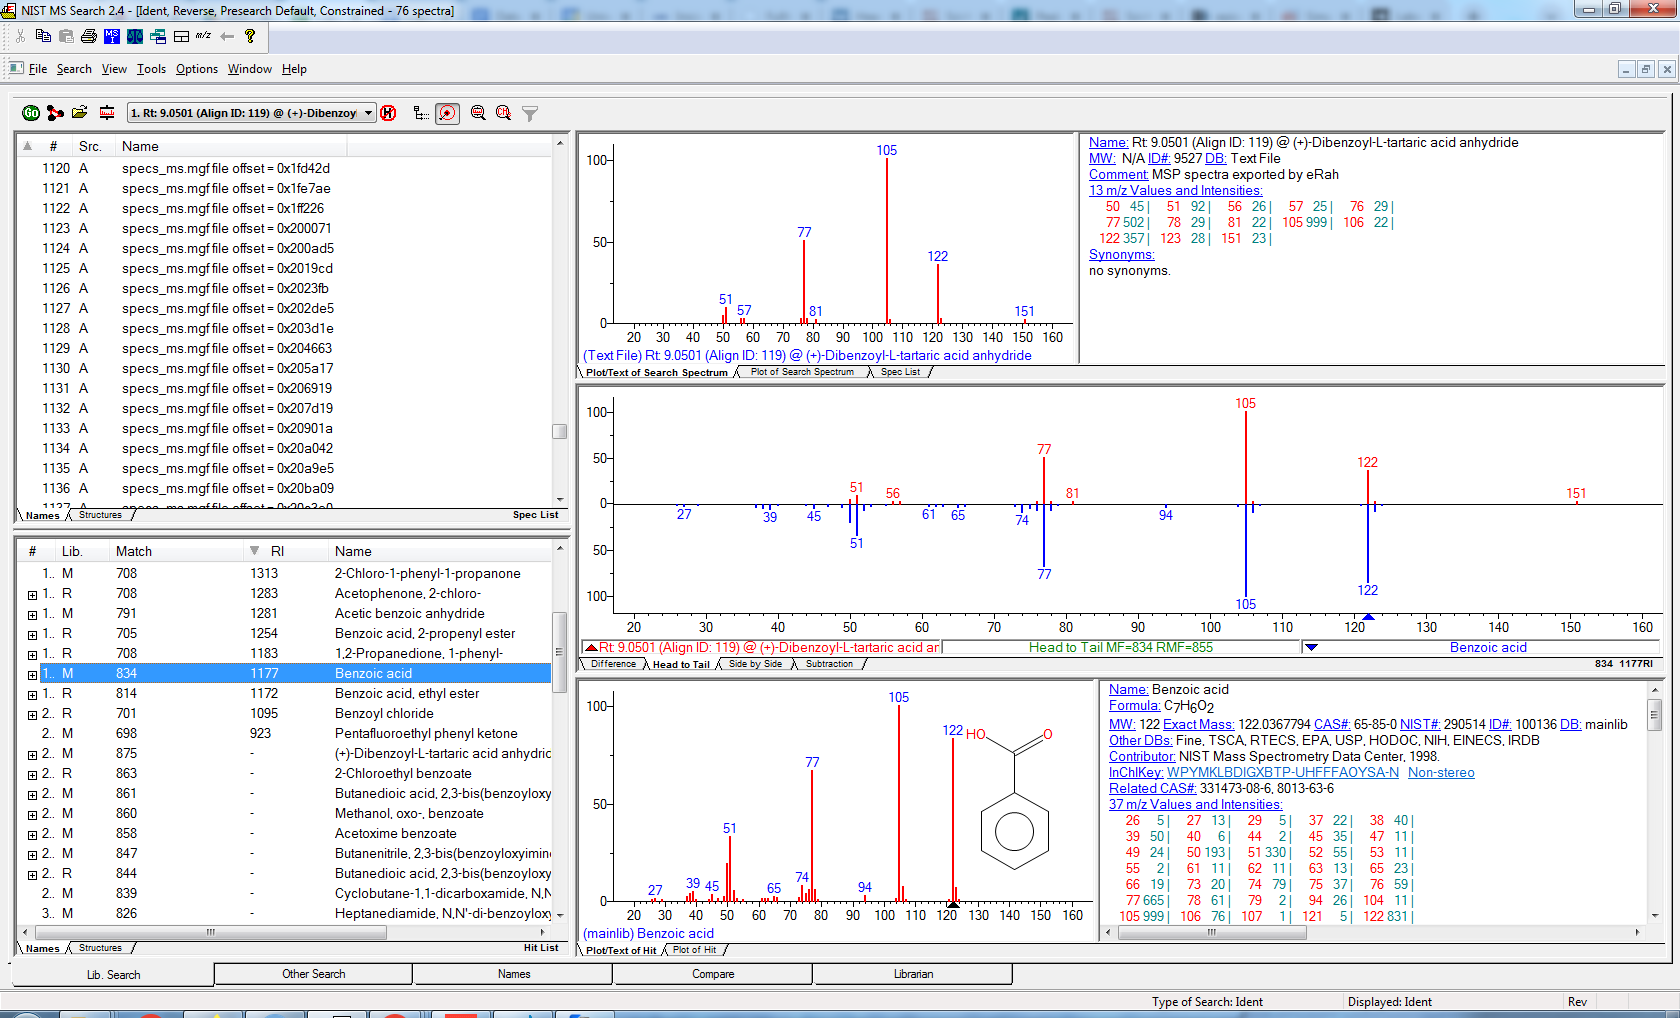 NIST MS Search 2.4 - [Ident, Reverse, Presearch Default, Constrained - 76 spectra]
MS
m/z
?
File Search View Tools Options Window Help
GO
1. Rt: 9.0501 (Align ID: 119) @ (+)-Dibenzoy
# Src. Name
1120 A specs_ms.mgf file offset = 0x1fd42d
1121 A specs_ms.mgf file offset = 0x1fe7ae
1122 A specs_ms.mgf file offset = 0x1ff226
1123 A specs_ms.mgf file offset = 0x200071
1124 A specs_ms.mgf file offset = 0x200ad5
1125 A specs_ms.mgf file offset = 0x2019cd
1126 A specs_ms.mgf file offset = 0x2023fb
1127 A specs_ms.mgf file offset = 0x202de5
1128 A specs_ms.mgf file offset = 0x203d1e
1129 A specs_ms.mgf file offset = 0x204663
1130 A specs_ms.mgf file offset = 0x205a17
1131 A specs_ms.mgf file offset = 0x206919
1132 A specs_ms.mgf file offset = 0x207d19
1133 A specs_ms.mgf file offset = 0x20901a
1134 A specs_ms.mgf file offset = 0x20a042
1135 A specs_ms.mgf file offset = 0x20a9e5
1136 A specs_ms.mgf file offset = 0x20ba09
Names Structures Spec List
# Lib. Match RI Name
1.. M 708 1313 2-Chloro-1-phenyl-1-propanone
1.. R 708 1283 Acetophenone, 2-chloro-
1.. M 791 1281 Acetic benzoic anhydride
1.. R 705 1254 Benzoic acid, 2-propenyl ester
1.. R 708 1183 1,2-Propanedione, 1-phenyl-
1.. M 834 1177 Benzoic acid
1.. R 814 1172 Benzoic acid, ethyl ester
2.. R 701 1095 Benzoyl chloride
2.. M 698 923 Pentafluoroethyl phenyl ketone
2.. M 875 - (+)-Dibenzoyl-L-tartaric acid anhydric
2.. R 863 - 2-Chloroethyl benzoate
2.. M 861 - Butanedioic acid, 2,3-bis(benzoyloxy
2.. M 860 - Methanol, oxo-, benzoate
2.. M 858 - Acetoxime benzoate
2.. M 847 - Butanenitrile, 2,3-bis(benzoyloximin
2.. R 844 - Butanedioic acid, 2,3-bis(benzoyloxy
2.. M 839 - Cyclobutane-1,1-dicarboxamide, N,N
3.. M 826 - Heptanediamide, N,N'-di-benzoylox
Names Structures Hit List
100
50
0
105
77
122
51
57
81
151
20 30 40 50 60 70 80 90 100 110 120 130 140 150 160
(Text File) Rt: 9.0501 (Align ID: 119) @ (+)-Dibenzoyl-L-tartaric acid anhydride
Plot/Text of Search Spectrum Plot of Search Spectrum Spec List
Name: Rt: 9.0501 (Align ID: 119) @ (+)-Dibenzoyl-L-tartaric acid anhydride
MW: N/A ID#: 9527 DB: Text File
Comment: MSP spectra exported by eRah
13 m/z Values and Intensities:
50 45 | 51 92 | 56 26 | 57 25 | 76 29 |
77 502 | 78 29 | 81 22 | 105 999 | 106 22 |
122 357 | 123 28 | 151 23 |
Synonyms:
no synonyms.
100
50
0
50
100
105
77
122
51
56
81
151
27
39
45
51
61
65
74
77
94
105
122
20 30 40 50 60 70 80 90 100 110 120 130 140 150 160
Rt: 9.0501 (Align ID: 119) @ (+)-Dibenzoyl-L-tartaric acid ar Head to Tail MF=834 RMF=855 Benzoic acid
Difference Head to Tail Side by Side Subtraction 834 1177RI
100
50
0
105
122
77
51
27
39
45
65
74
94
HO
O
20 30 40 50 60 70 80 90 100 110 120 130 140 150 160
(mainlib) Benzoic acid
Plot/Text of Hit Plot of Hit
Name: Benzoic acid
Formula: C7H6O2
MW: 122 Exact Mass: 122.0367794 CAS#: 65-85-0 NIST#: 290514 ID#: 100136 DB: mainlib
Other DBs: Fine, TSCA, RTECS, EPA, USP, HODOC, NIH, EINECS, IRDB
Contributor: NIST Mass Spectrometry Data Center, 1998.
InChIKey: WPYMKLBDIGXBTP-UHFFFAOYSA-N Non-stereo
Related CAS#: 331473-08-6, 8013-63-6
37 m/z Values and Intensities:
26 5 | 27 13 | 29 5 | 37 22 | 38 40 |
39 50 | 40 6 | 44 2 | 45 35 | 47 11 |
49 24 | 50 193 | 51 330 | 52 55 | 53 11 |
55 2 | 61 11 | 62 11 | 63 13 | 65 23 |
66 19 | 73 20 | 74 79 | 75 37 | 76 59 |
77 665 | 78 61 | 79 2 | 94 26 | 104 11 |
105 999 | 106 76 | 107 1 | 121 5 | 122 831 |
Lib. Search Other Search Names Compare Librarian
Type of Search: Ident Displayed: Ident Rev